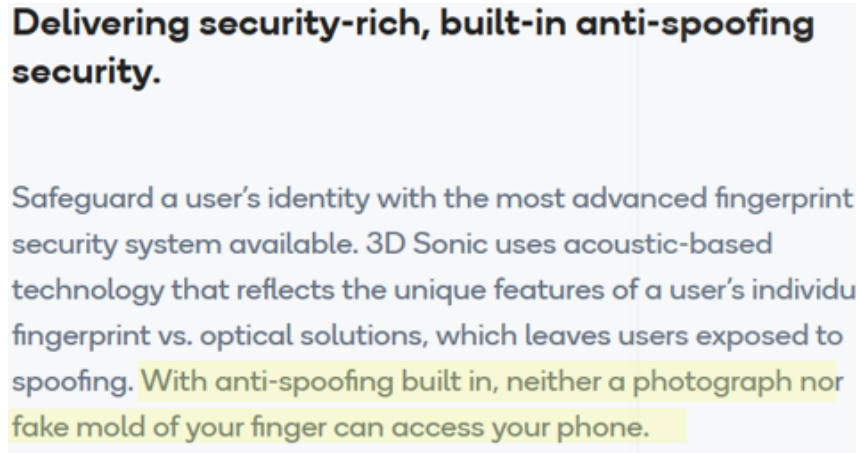 Delivering security-rich, built-in anti-spoofing
security.
Safeguard a user's identity with the most advanced fingerprint
security system available. 3D Sonic uses acoustic-based
technology that reflects the unique features of a user's individu
fingerprint vs. optical solutions, which leaves users exposed to
spoofing. With anti-spoofing built in, neither a photograph nor
fake mold of your finger can access your phone.